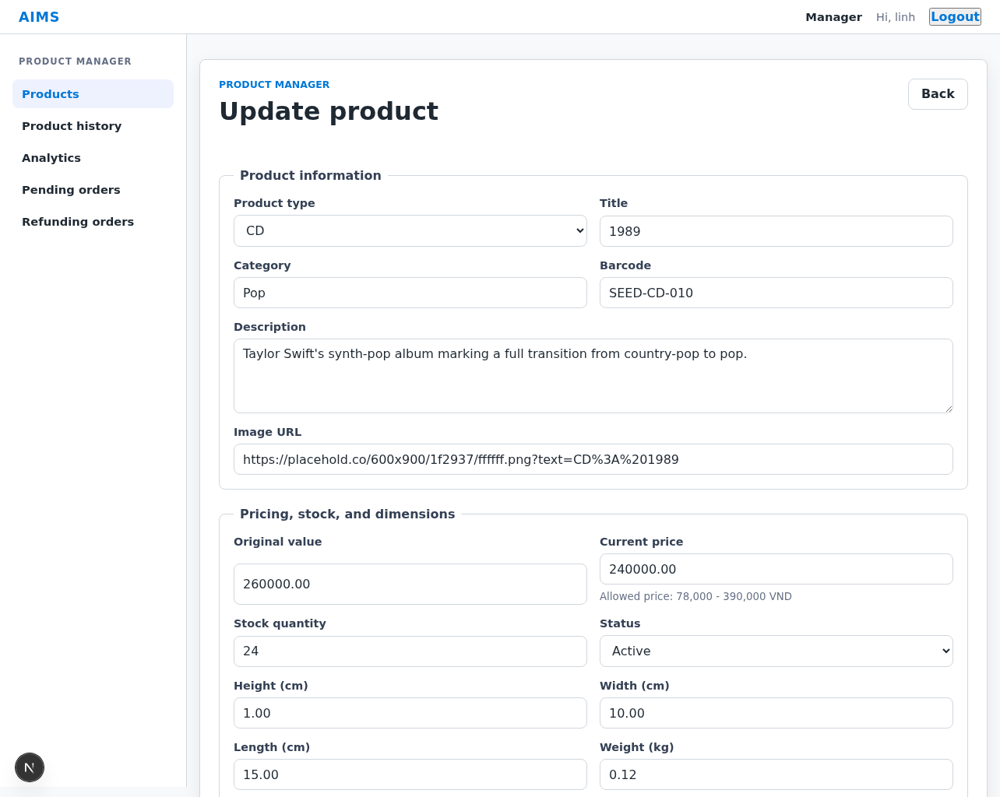 AIMS
Manager
Hi, linh
Logout
PRODUCT MANAGER
Products
Product history
Analytics
Pending orders
Refunding orders
PRODUCT MANAGER
Update product
Back
Product information
Product type
Title
CD
1989
Category
Barcode
Pop
SEED-CD-010
Description
Taylor Swift's synth-pop album marking a full transition from country-pop to pop.
Image URL
https://placehold.co/600x900/1f2937/ffffff.png?text=CD%3A%201989
Pricing, stock, and dimensions
Original value
Current price
260000.00
240000.00
Allowed price: 78,000 - 390,000 VND
Stock quantity
Status
24
Active
Height (cm)
Width (cm)
1.00
10.00
Length (cm)
Weight (kg)
15.00
0.12
N